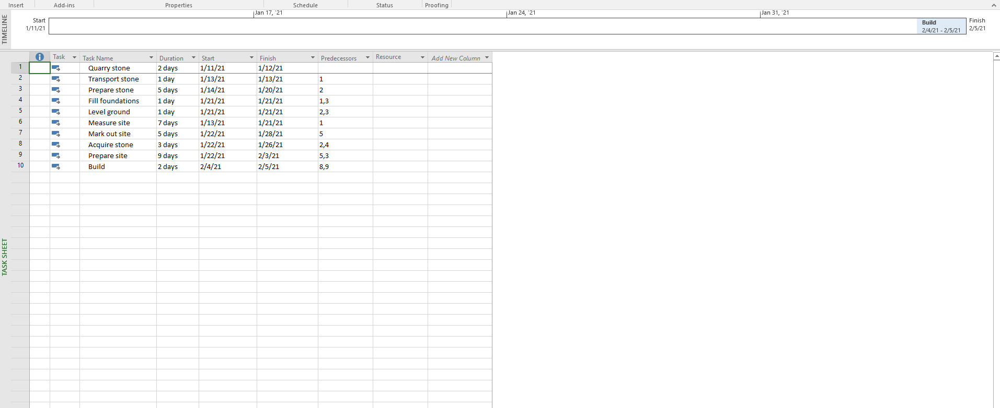 Insert Add-ins Properties Schedule Status Proofing
TIMELINE
Jan 17, '21 Jan 24, '21 Jan 31, '21
Start
1/11/21
Build
2/4/21 - 2/5/21
Finish
2/5/21
TASK SHEET
Task Task Name Duration Start Finish Predecessors Resource Add New Column
1 Quarry stone 2 days 1/11/21 1/12/21
2 Transport stone 1 day 1/13/21 1/13/21 1
3 Prepare stone 5 days 1/14/21 1/20/21 2
4 Fill foundations 1 day 1/21/21 1/21/21 1,3
5 Level ground 1 day 1/21/21 1/21/21 2,3
6 Measure site 7 days 1/13/21 1/21/21 1
7 Mark out site 5 days 1/22/21 1/28/21 5
8 Acquire stone 3 days 1/22/21 1/26/21 2,4
9 Prepare site 9 days 1/22/21 2/3/21 5,3
10 Build 2 days 2/4/21 2/5/21 8,9